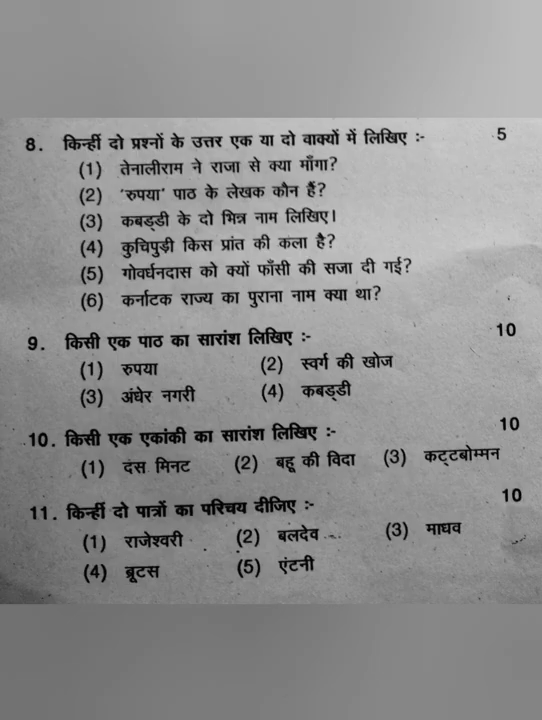 8. किन्हीं दो प्रश्नों के उत्तर एक या दो वाक्यों में लिखिए :- 5
(1) तेनालीराम ने राजा से क्या माँगा?
(2) 'रुपया' पाठ के लेखक कौन हैं?
(3) कबड्डी के दो भिन्न नाम लिखिए।
(4) कुचिपुड़ी किस प्रांत की कला है?
(5) गोवर्धनदास को क्यों फाँसी की सजा दी गई?
(6) कर्नाटक राज्य का पुराना नाम क्या था?
9. किसी एक पाठ का सारांश लिखिए :- 10
(1) रुपया (2) स्वर्ग की खोज
(3) अंधेर नगरी (4) कबड्डी
10. किसी एक एकांकी का सारांश लिखिए :- 10
(1) दस मिनट (2) बहू की विदा (3) कट्टबोम्मन
11. किन्हीं दो पात्रों का परिचय दीजिए :- 10
(1) राजेश्वरी (2) बलदेव (3) माधव
(4) ब्रूटस (5) एंटनी